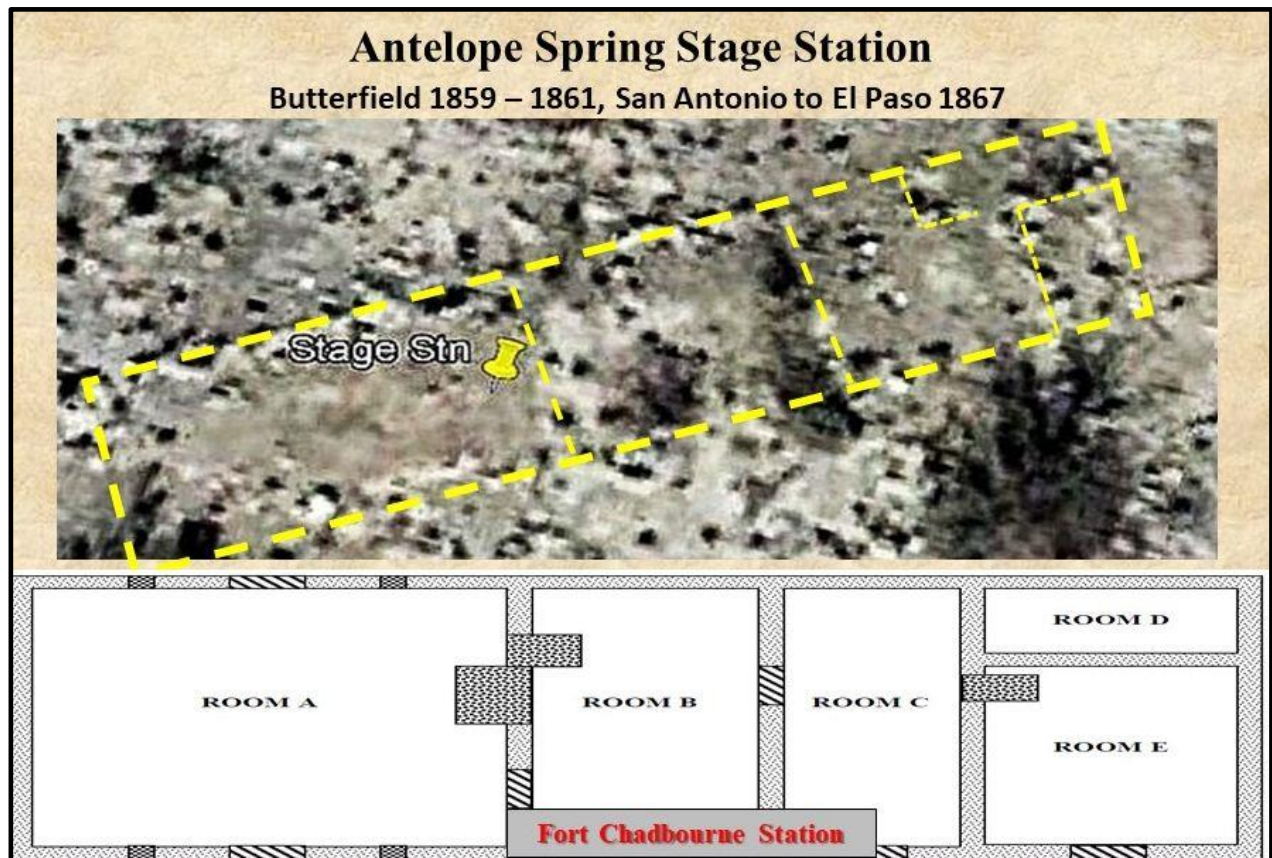 Antelope Spring Stage Station
Butterfield 1859 – 1861, San Antonio to El Paso 1867
Stage Stn
ROOM D
ROOM A
ROOM B
ROOM C
ROOM E
Fort Chadbourne Station